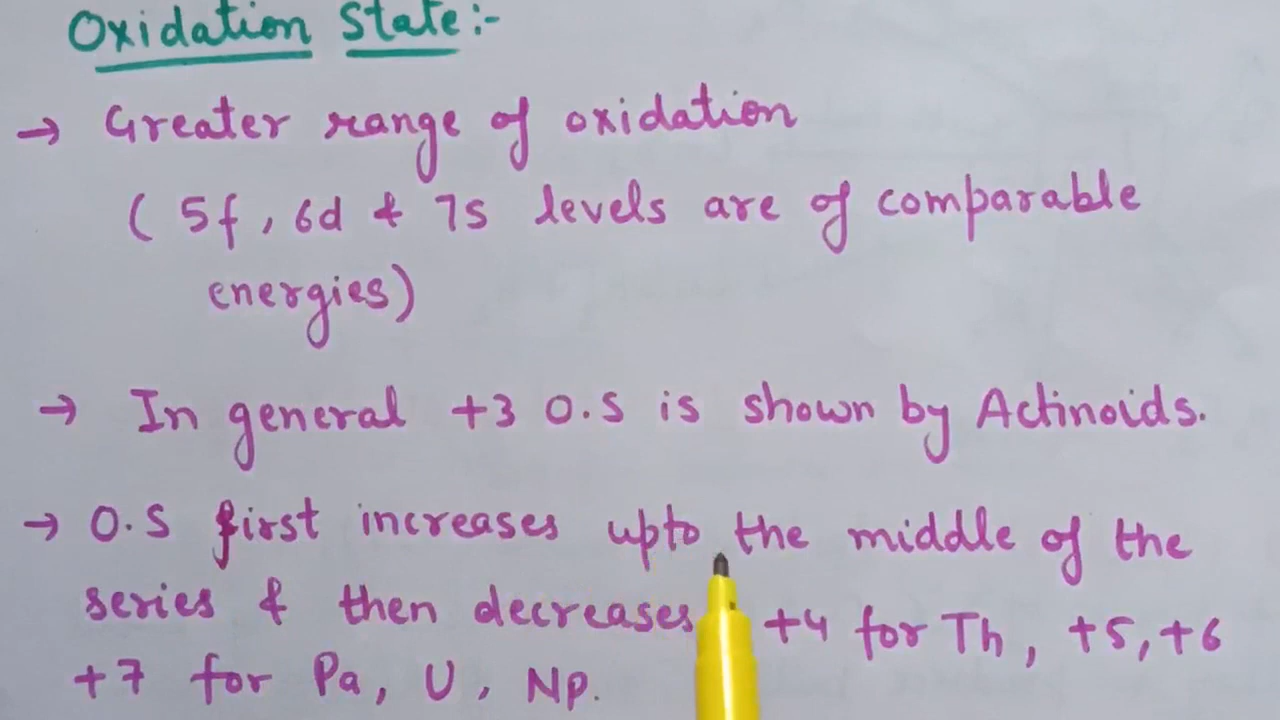 Oxidation State:-
→ Greater range of oxidation
( 5f, 6d & 7s levels are of comparable
energies)
→ In general +3 O.S is shown by Actinoids.
→ O.S first increases upto the middle of the
series & then decreases +4 for Th, +5, +6
+7 for Pa, U, Np.